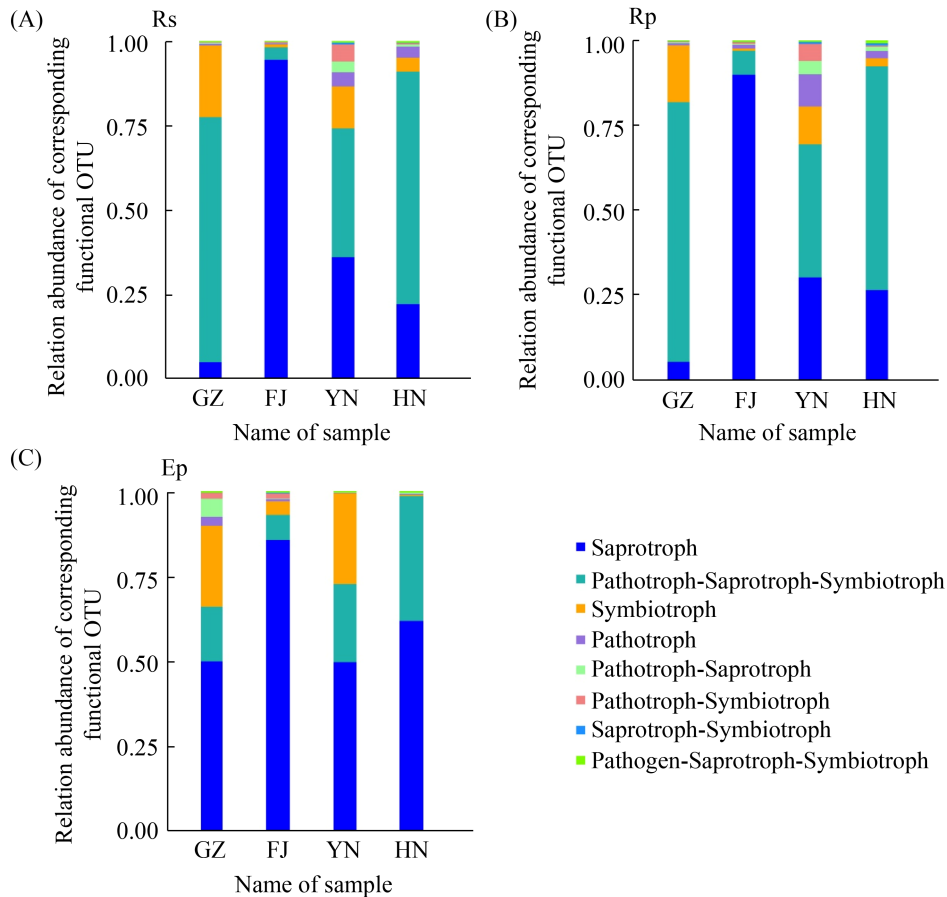 (A)
Rs
Relation abundance of corresponding
functional OTU
1.00
0.75
0.50
0.25
0.00
GZ FJ YN HN
Name of sample
(B)
Rp
Relation abundance of corresponding
functional OTU
1.00
0.75
0.50
0.25
0.00
GZ FJ YN HN
Name of sample
(C)
Ep
Relation abundance of corresponding
functional OTU
1.00
0.75
0.50
0.25
0.00
GZ FJ YN HN
Name of sample
Saprotroph
Pathotroph-Saprotroph-Symbiotroph
Symbiotroph
Pathotroph
Pathotroph-Saprotroph
Pathotroph-Symbiotroph
Saprotroph-Symbiotroph
Pathogen-Saprotroph-Symbiotroph